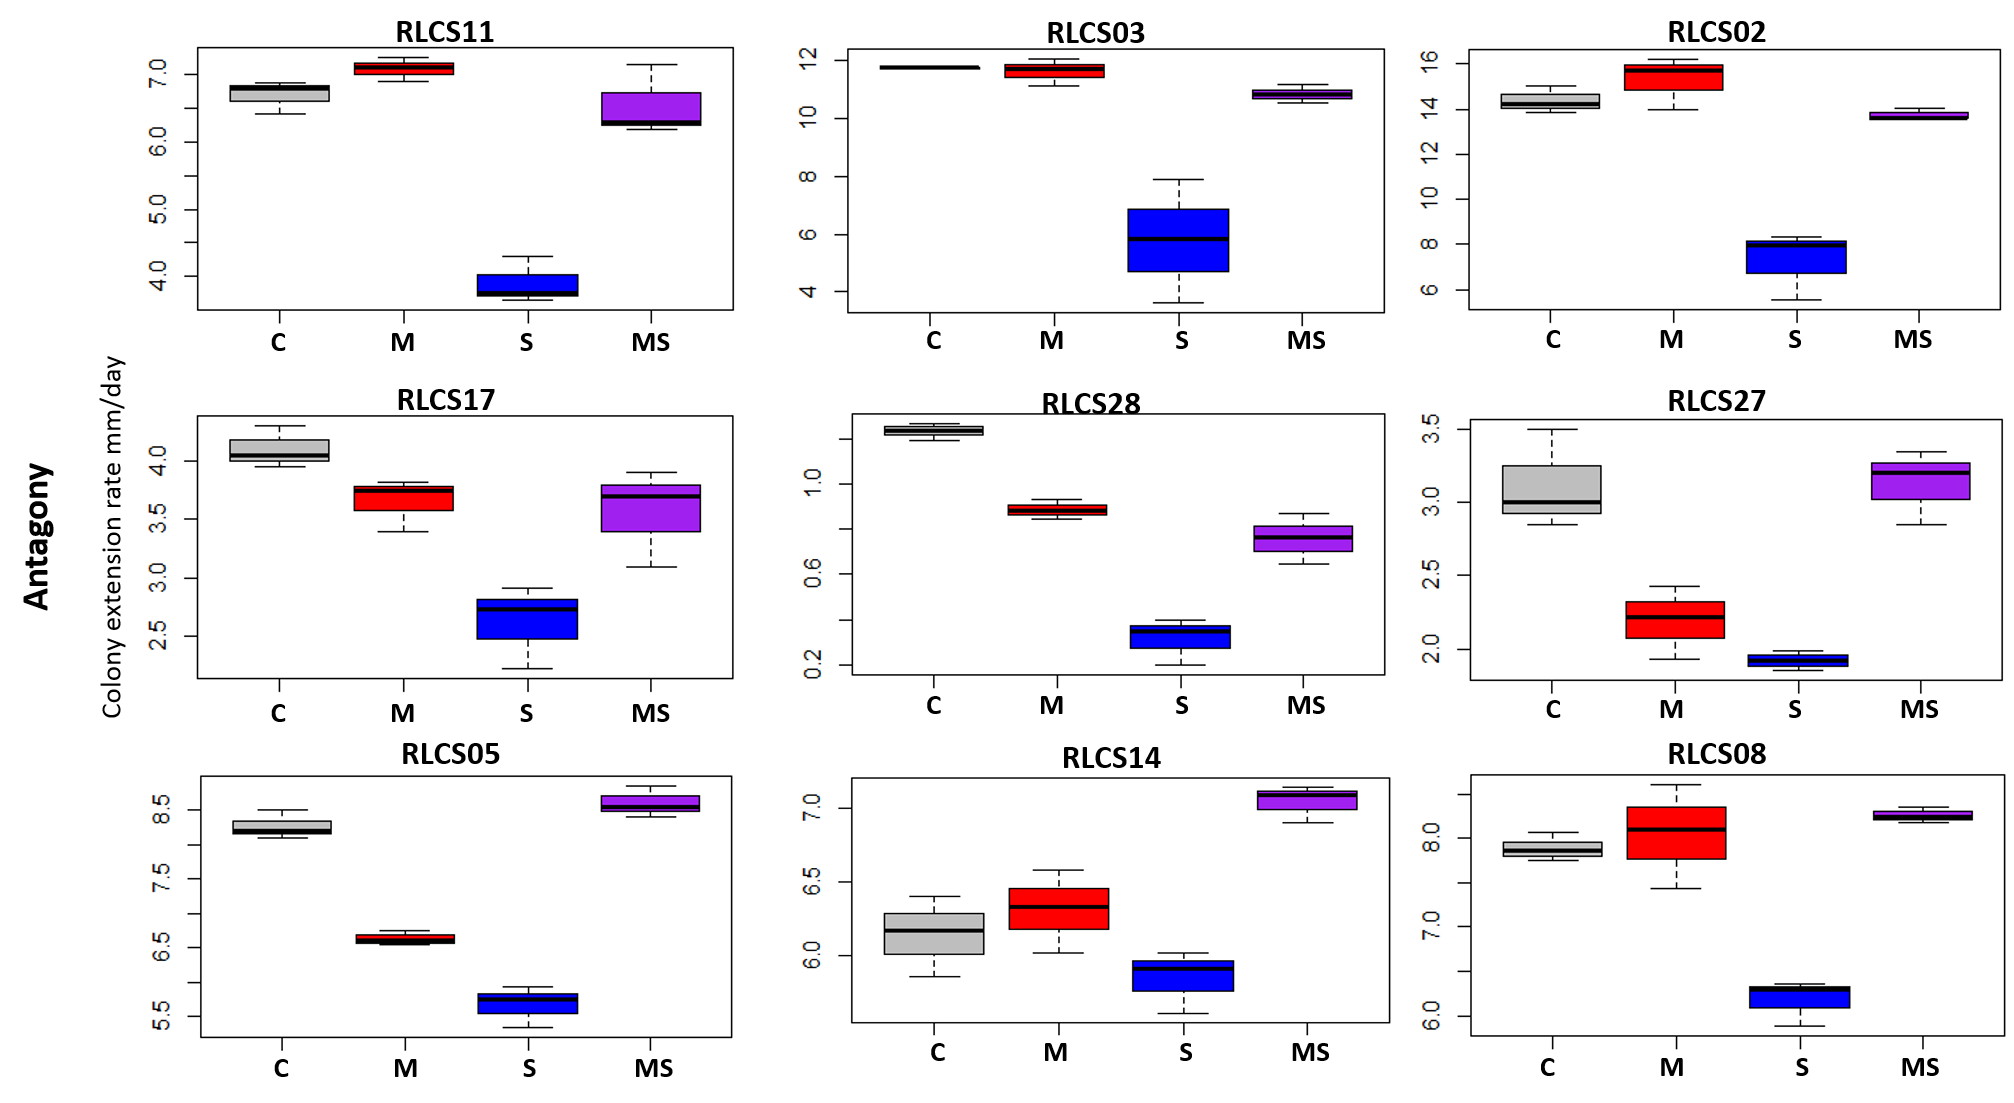 RLCS11
RLCS03
RLCS02
7.0
6.0
5.0
4.0
C M S MS
12
10
8
6
4
C M S MS
16
14
12
10
8
6
C M S MS
Antagony
Colony extension rate mm/day
RLCS17
RLCS28
RLCS27
4.0
3.5
3.0
2.5
C M S MS
1.0
0.6
0.2
C M S MS
3.5
3.0
2.5
2.0
C M S MS
RLCS05
RLCS14
RLCS08
8.5
7.5
6.5
5.5
C M S MS
7.0
6.5
6.0
C M S MS
8.0
7.0
6.0
C M S MS